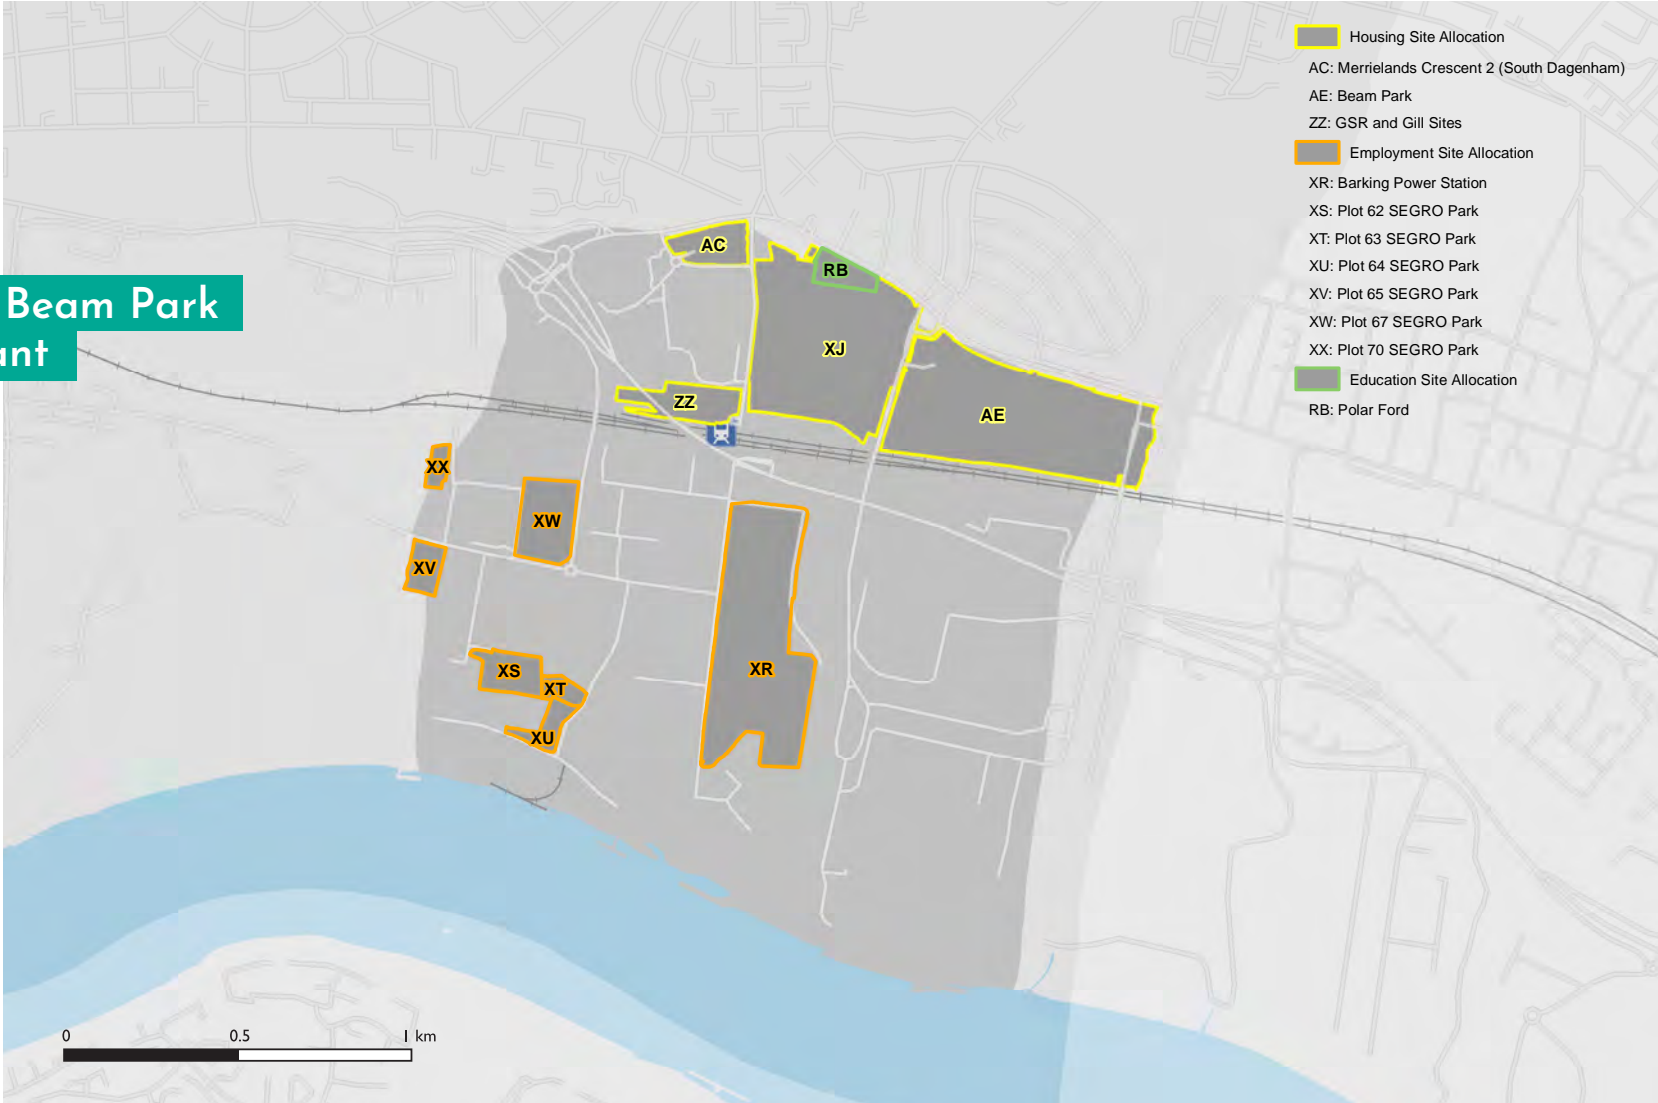 Beam Park
ant
Housing Site Allocation
AC: Merrielands Crescent 2 (South Dagenham)
AE: Beam Park
ZZ: GSR and Gill Sites
Employment Site Allocation
XR: Barking Power Station
XS: Plot 62 SEGRO Park
XT: Plot 63 SEGRO Park
XU: Plot 64 SEGRO Park
XV: Plot 65 SEGRO Park
XW: Plot 67 SEGRO Park
XX: Plot 70 SEGRO Park
Education Site Allocation
RB: Polar Ford
AC
RB
XJ
ZZ
AE
XX
XW
XV
XS
XT
XR
XU
0 0.5 1 km